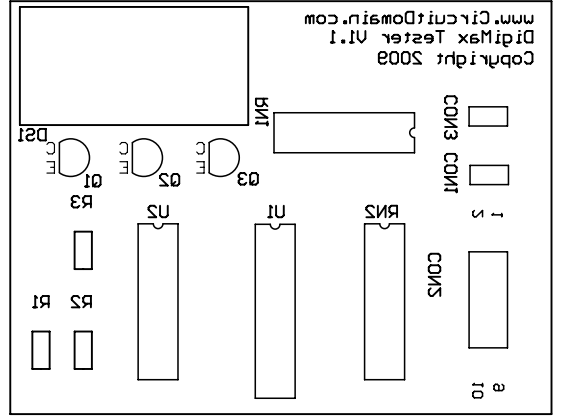 www.CircuitDomain.com
DigiMax Tester V1.1
Copyright 2009
DS1
RN1
CON3
C
E
Q1
C
E
Q2
C
E
Q3
CON1
R3
U2
U1
RN2
1 2
CON2
R1
R2
9
10